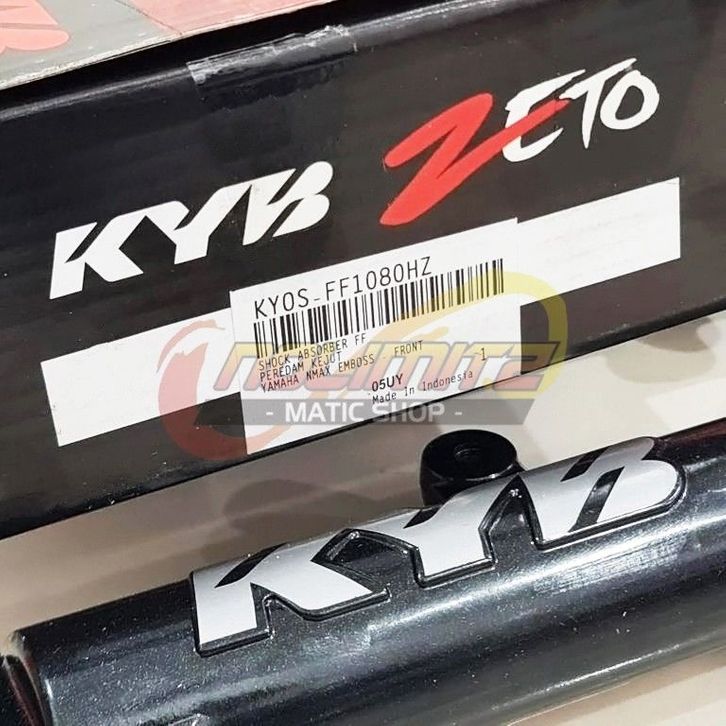 KYB ZETO
KYOS-FF1080HZ
SHOCK ABSORBER FF
PEREDAM KEJUT
YAMAHA NMAX EMBOSS - FRONT
1
05UY
Made In Indonesia
- MATIC SHOP -
KYB